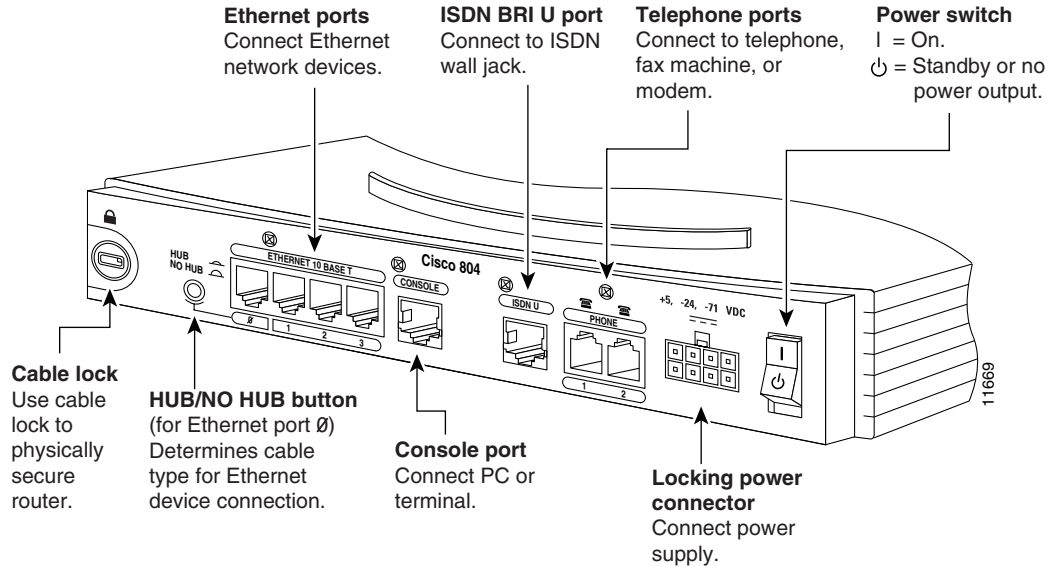 Ethernet ports
Connect Ethernet
network devices.
ISDN BRI U port
Connect to ISDN
wall jack.
Telephone ports
Connect to telephone,
fax machine, or
modem.
Power switch
| = On.
⏻ = Standby or no
power output.
HUB
NO HUB
ETHERNET 10 BASE T
Ø
1
2
3
Cisco 804
CONSOLE
ISDN U
PHONE
1
2
+5, -24, -71 VDC
|
⏻
11669
Cable lock
Use cable
lock to
physically
secure
router.
HUB/NO HUB button
(for Ethernet port Ø)
Determines cable
type for Ethernet
device connection.
Console port
Connect PC or
terminal.
Locking power
connector
Connect power
supply.